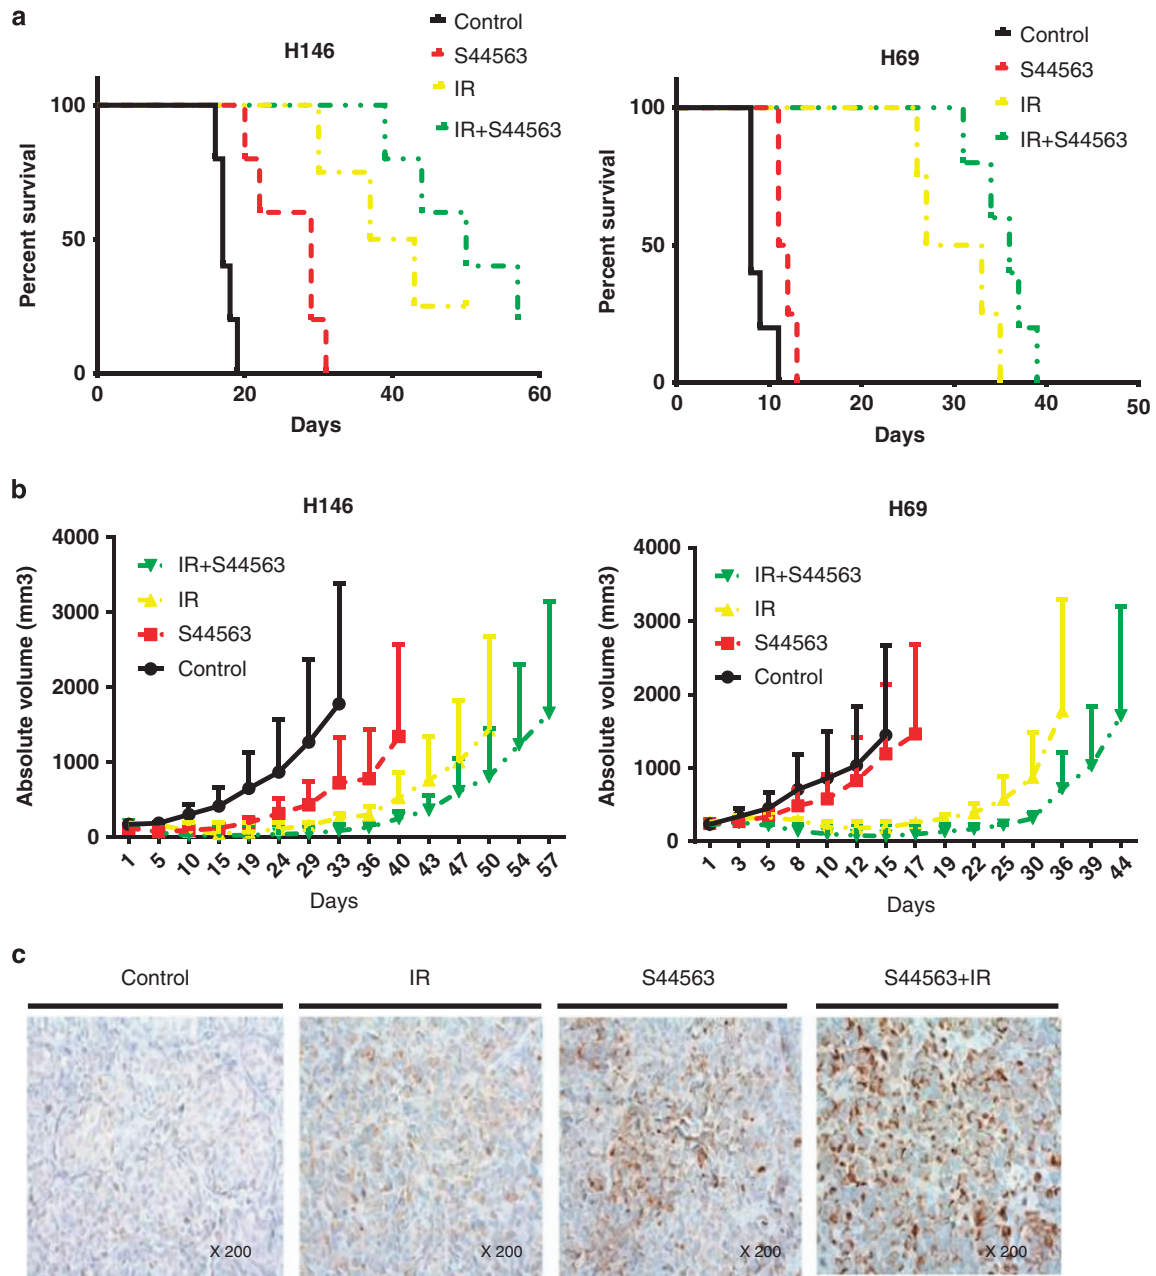 a
H146
Control
S44563
IR
IR+S44563
Percent survival
100
50
0
0 20 40 60
Days
H69
Control
S44563
IR
IR+S44563
Percent survival
100
50
0
0 10 20 30 40 50
Days
b
H146
IR+S44563
IR
S44563
Control
Absolute volume (mm3)
4000
3000
2000
1000
0
1 5 10 15 19 24 29 33 36 40 43 47 50 54 57
Days
H69
IR+S44563
IR
S44563
Control
Absolute volume (mm3)
4000
3000
2000
1000
0
1 3 5 8 10 12 15 17 19 22 25 30 36 39 44
Days
c
Control
IR
S44563
S44563+IR
X 200
X 200
X 200
X 200